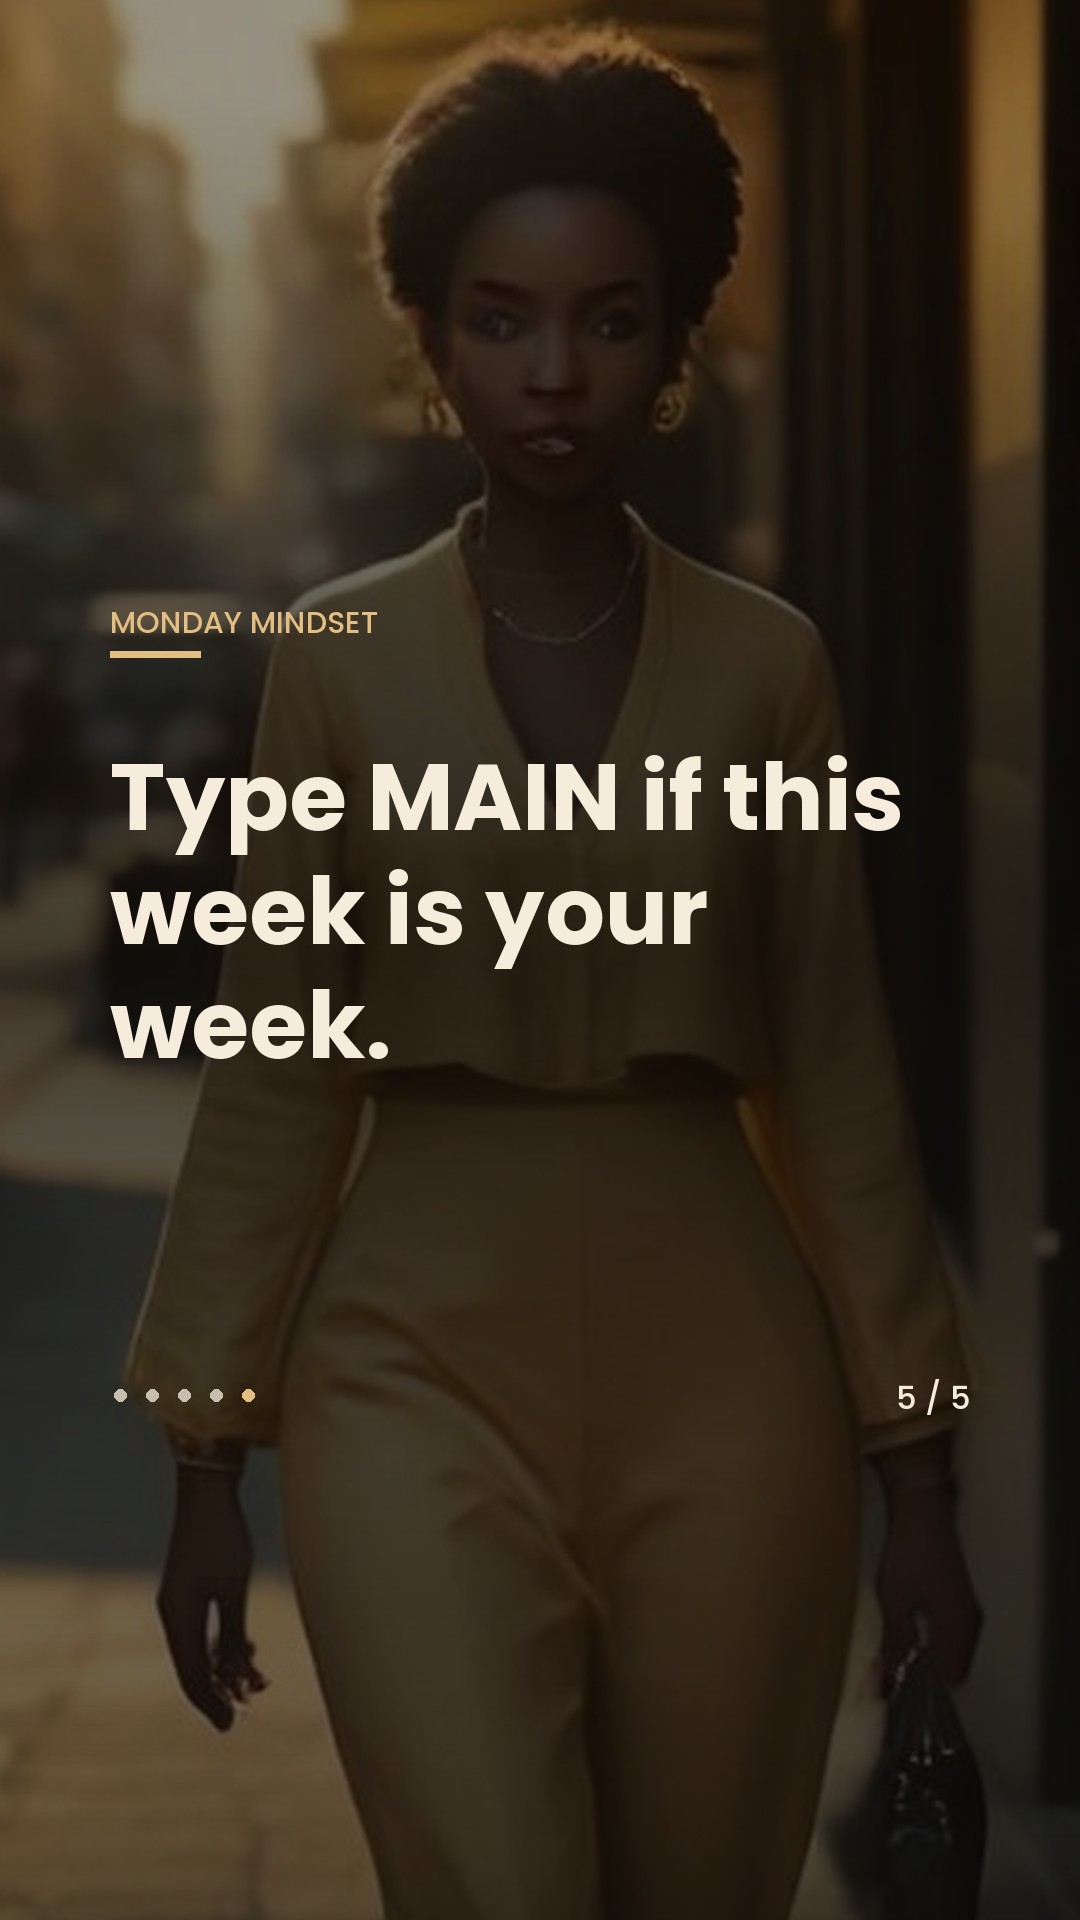 MONDAY MINDSET
Type MAIN if this
week is your
week.
5 / 5